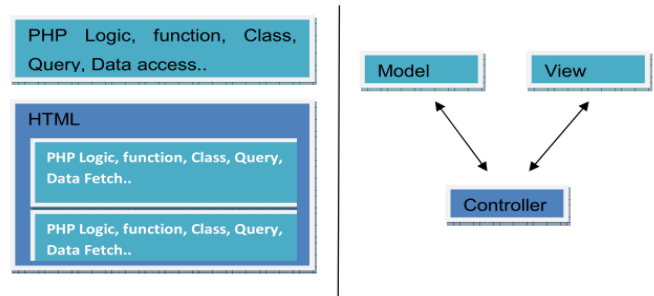 PHP Logic, function, Class,
Query, Data access..
HTML
PHP Logic, function, Class, Query,
Data Fetch..
PHP Logic, function, Class, Query,
Data Fetch..
Model
View
Controller